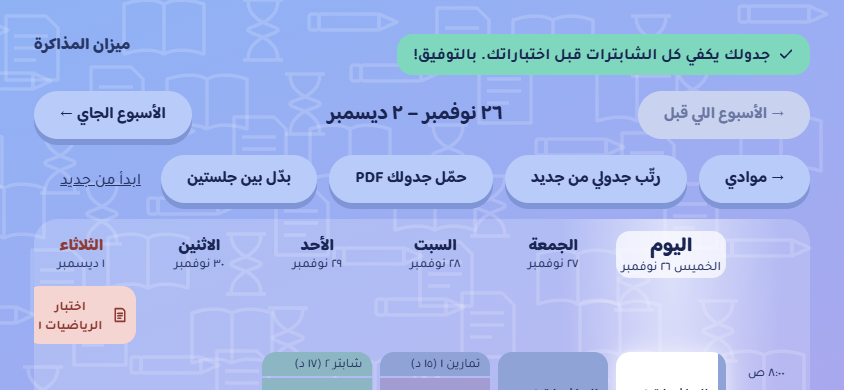 ميزان المذاكرة
جدولك يكفي كل الشابترات قبل اختباراتك. بالتوفيق!
→ الأسبوع اللي قبل
٢٦ نوفمبر – ٢ ديسمبر
الأسبوع الجاي ←
→ موادي
رتّب جدولي من جديد
حمّل جدولك PDF
بدّل بين جلستين
ابدأ من جديد
اليوم
الخميس ٢٦ نوفمبر
الجمعة
٢٧ نوفمبر
السبت
٢٨ نوفمبر
الأحد
٢٩ نوفمبر
الاثنين
٣٠ نوفمبر
الثلاثاء
١ ديسمبر
اختبار
الرياضيات ١
٨:٠٠ ص
تمارين ١ (١٥ د)
شابتر ٢ (١٧ د)